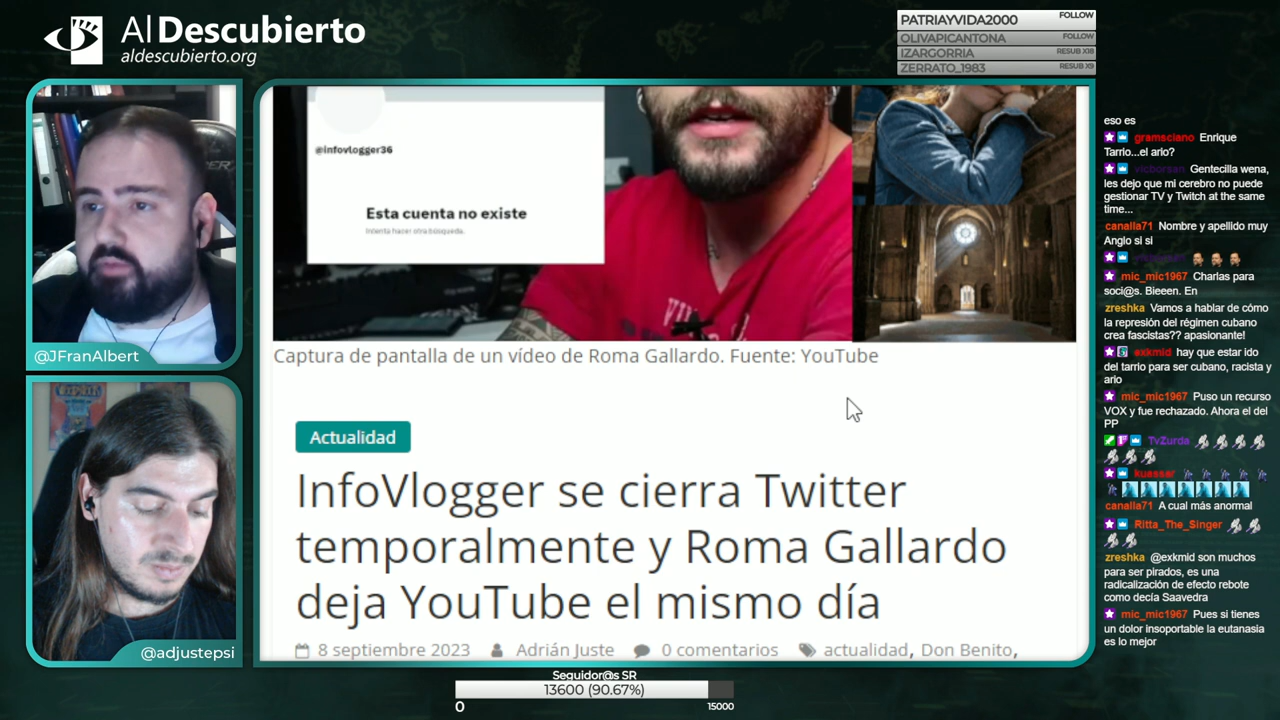 Al Descubierto
aldescubierto.org
PATRIAYVIDA2000 FOLLOW
OLIVAPICANTONA FOLLOW
IZARGORRIA RESUB X18
ZERRATO_1983 RESUB X9
@JFranAlbert
@adjustepsi
@infovlogger36
Esta cuenta no existe
Intenta hacer otra búsqueda.
Captura de pantalla de un vídeo de Roma Gallardo. Fuente: YouTube
Actualidad
InfoVlogger se cierra Twitter
temporalmente y Roma Gallardo
deja YouTube el mismo día
8 septiembre 2023 Adrián Juste 0 comentarios actualidad, Don Benito,
eso es
gramsciano Enrique
Tarrio...el ario?
vicborsan Gentecilla wena,
les dejo que mi cerebro no puede
gestionar TV y Twitch at the same
time...
canalla71 Nombre y apellido muy
Anglo si si
mic_mic1967 Charlas para
soci@s. Bieeen. En
zreshka Vamos a hablar de cómo
la represión del régimen cubano
crea fascistas?? apasionante!
exkmid hay que estar ido
del tarrio para ser cubano, racista y
ario
mic_mic1967 Puso un recurso
VOX y fue rechazado. Ahora el del
PP
TvZurda
kuassar
canalla71 A cual más anormal
Ritta_The_Singer
zreshka @exkmid son muchos
para ser pirados, es una
radicalización de efecto rebote
como decía Saavedra
mic_mic1967 Pues si tienes
un dolor insoportable la eutanasia
es lo mejor
Seguidor@s SR
13600 (90.67%)
0 15000